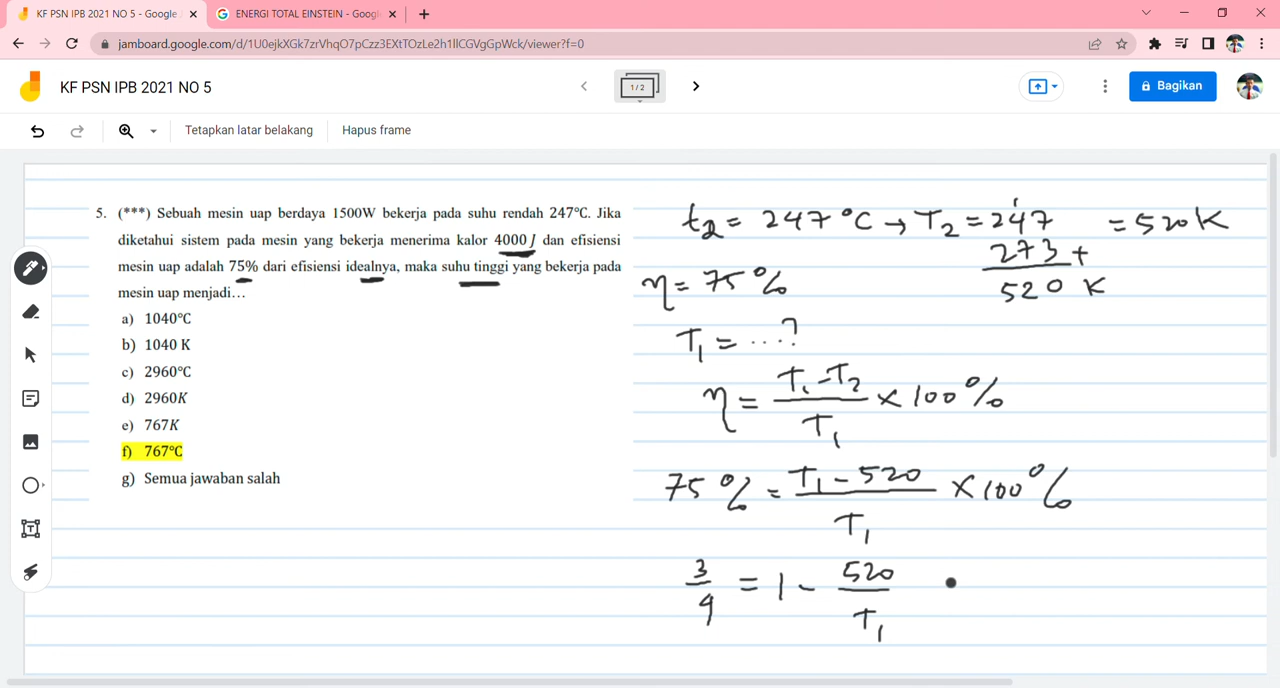 KF PSN IPB 2021 NO 5 - Google
ENERGI TOTAL EINSTEIN - Googl
jamboard.google.com/d/1U0ejkXGk7zrVhqO7pCzz3EXtTOzLe2h1llCGVgGpWck/viewer?f=0
KF PSN IPB 2021 NO 5
1/2
Bagikan
Tetapkan latar belakang
Hapus frame
5. (***) Sebuah mesin uap berdaya 1500W bekerja pada suhu rendah 247°C. Jika
diketahui sistem pada mesin yang bekerja menerima kalor 4000 J dan efisiensi
mesin uap adalah 75% dari efisiensi idealnya, maka suhu tinggi yang bekerja pada
mesin uap menjadi…
a) 1040°C
b) 1040 K
c) 2960°C
d) 2960K
e) 767K
f) 767°C
g) Semua jawaban salah
t2 = 247 °C → T2 = 247 = 520 K
273 +
520 K
η = 75 %
T1 = ...?
η = T1 - T2 × 100 %
T1
75 % = T1 - 520 × 100 %
T1
3/4 = 1 - 520
T1